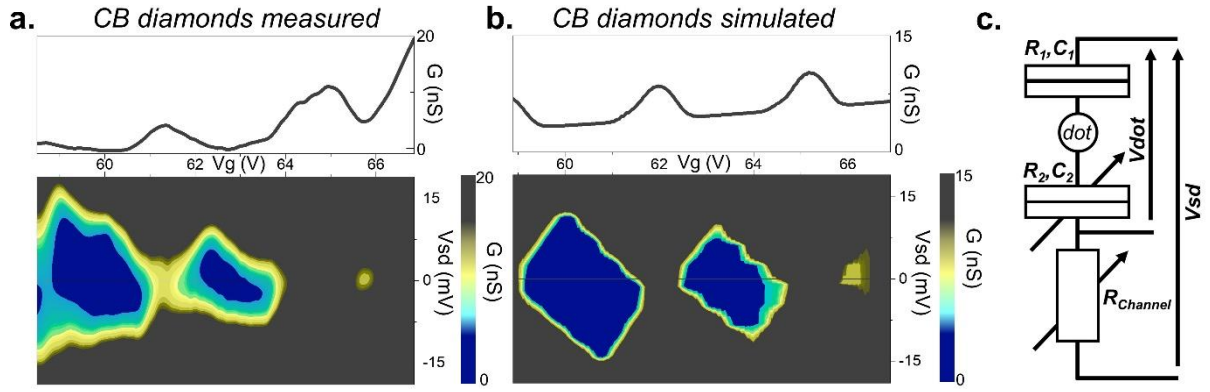 a. CB diamonds measured
20
G (nS)
0
60 62 Vg (V) 64 66
20
G (nS)
0
15
Vsd (mV)
0
-15
b. CB diamonds simulated
15
G (nS)
0
60 62 Vg (V) 64 66
15
G (nS)
0
15
Vsd (mV)
0
-15
c.
R1,C1
dot
Vdot
R2,C2
Vsd
RChannel